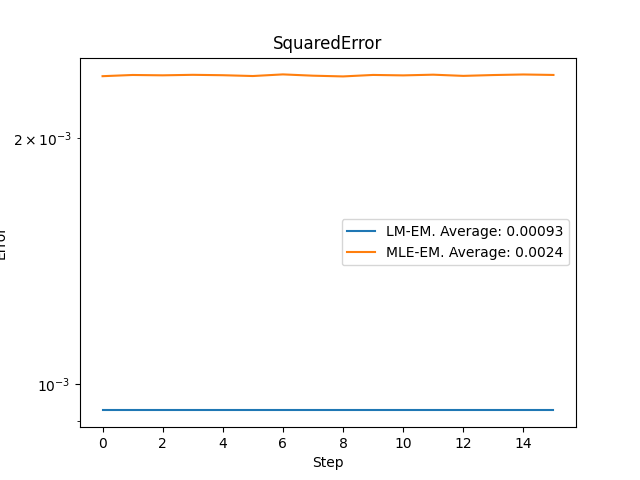 SquaredError
2 × 10⁻³
10⁻³
Error
LM-EM. Average: 0.00093
MLE-EM. Average: 0.0024
0 2 4 6 8 10 12 14
Step